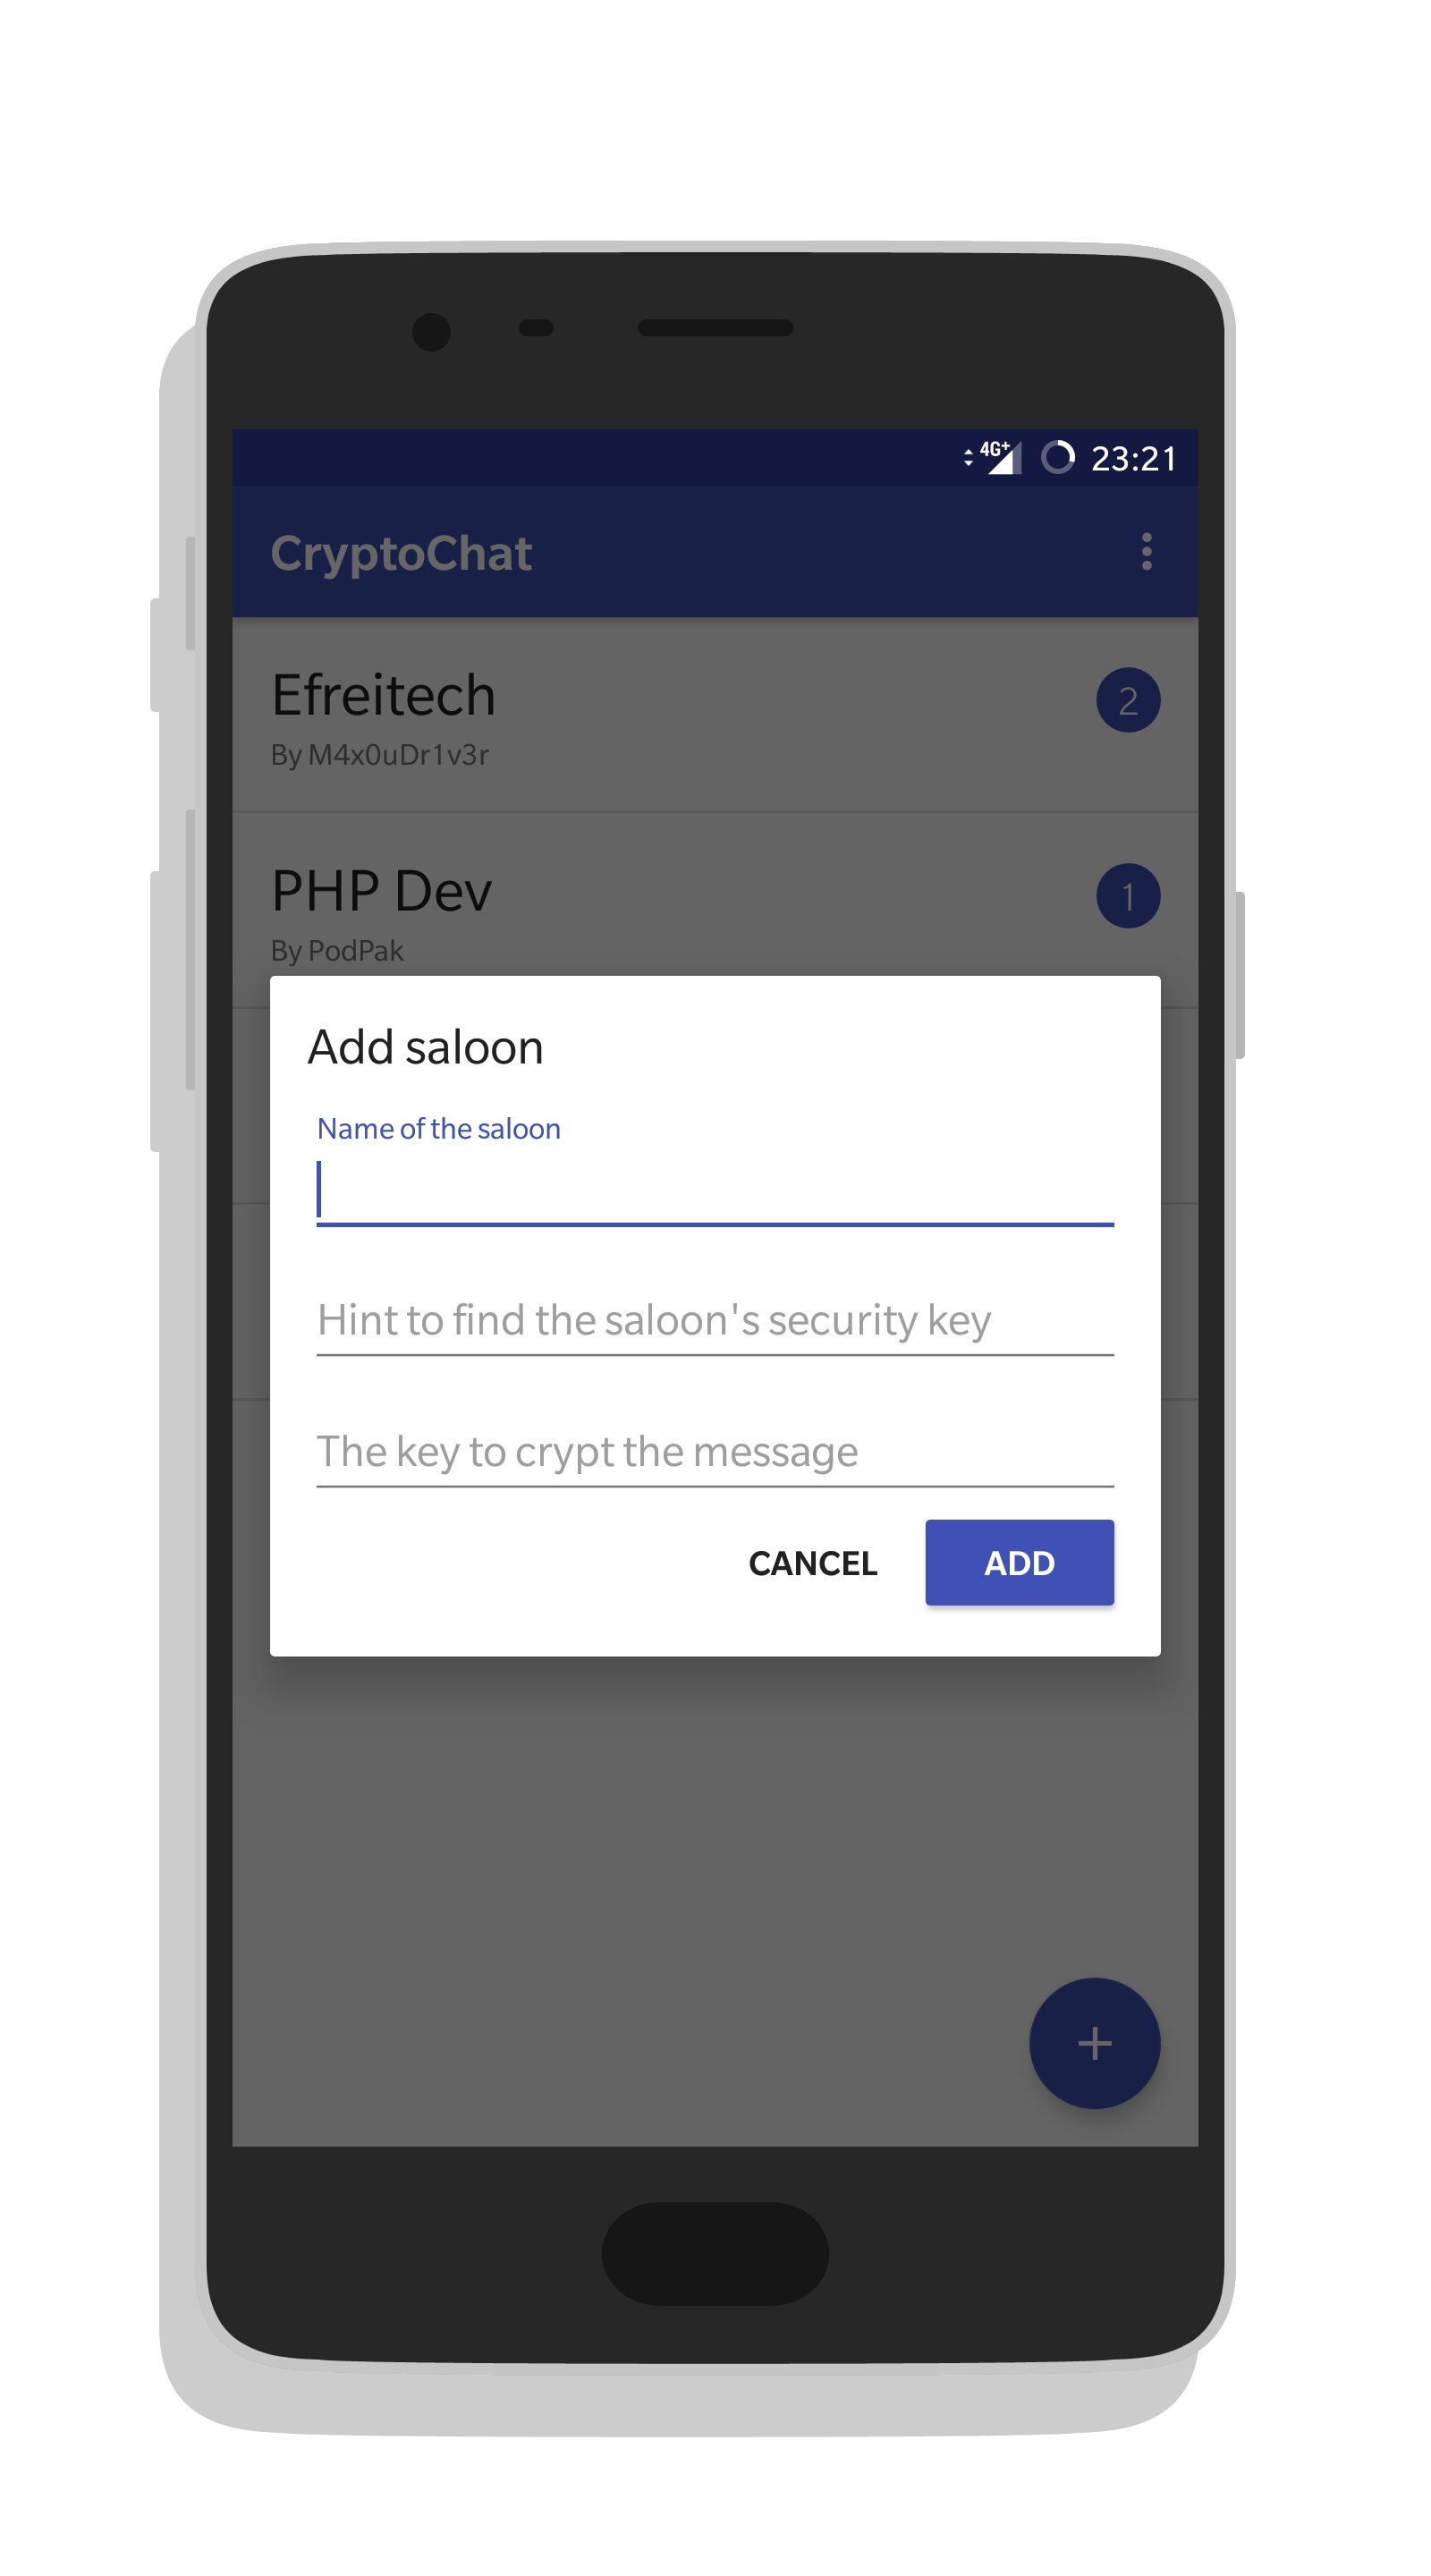 4G+ 23:21
CryptoChat
Efreitech
2
By M4x0uDr1v3r
PHP Dev
1
By PodPak
Add saloon
Name of the saloon
Hint to find the saloon's security key
The key to crypt the message
CANCEL ADD